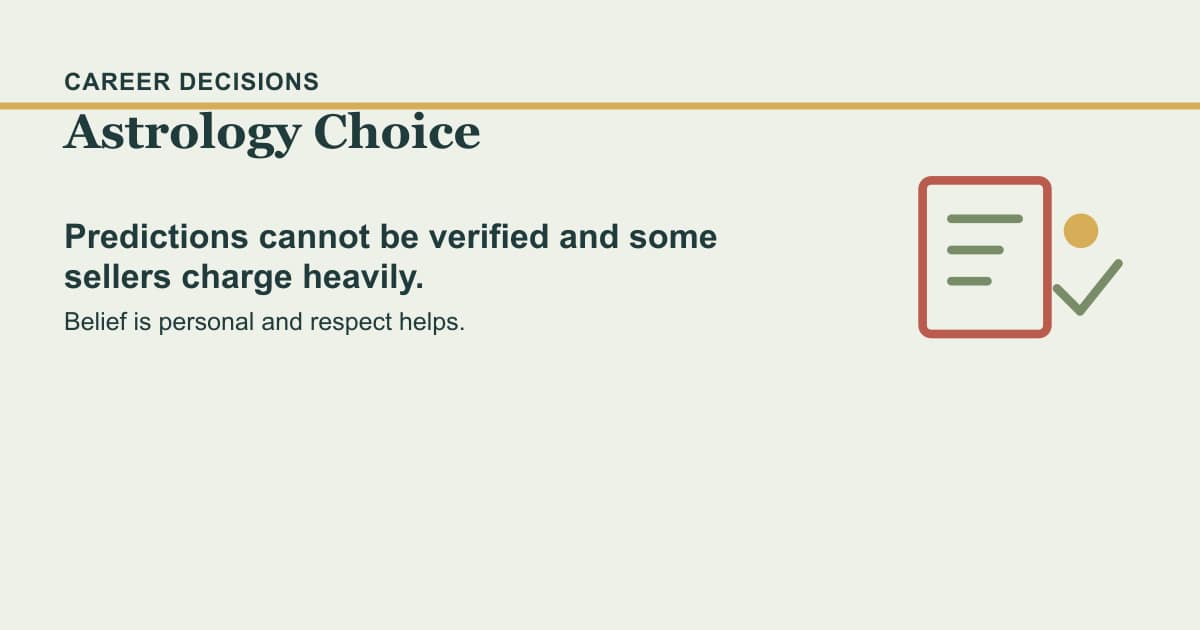 CAREER DECISIONS
Astrology Choice
Predictions cannot be verified and some
sellers charge heavily.
Belief is personal and respect helps.